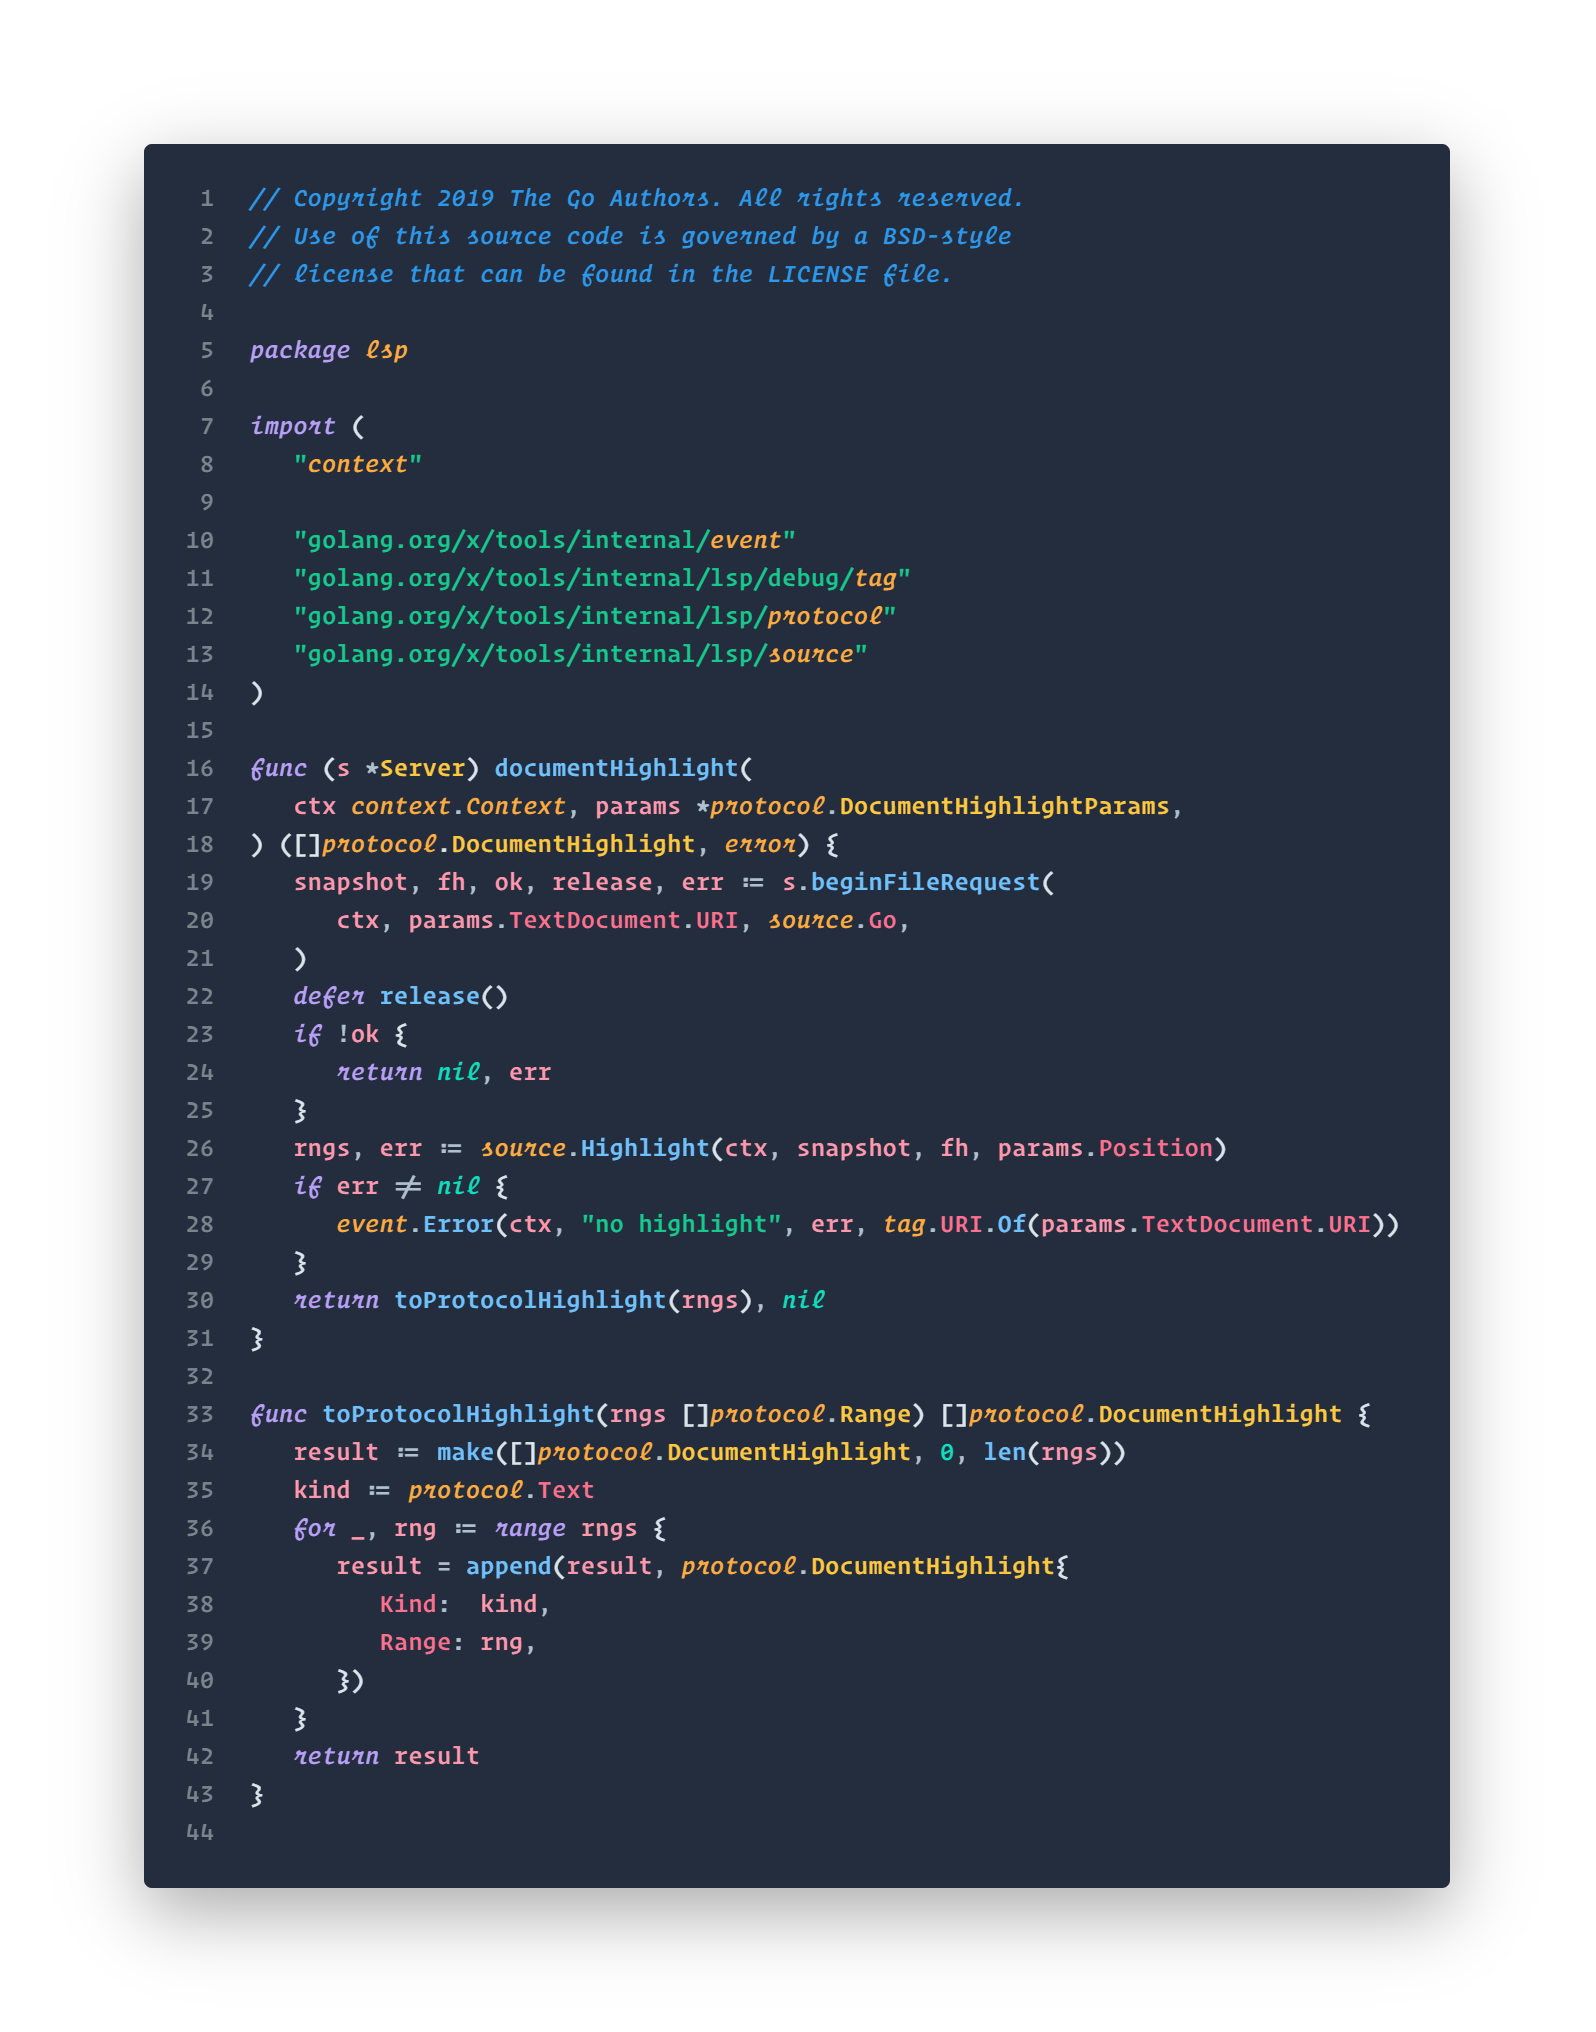 1 // Copyright 2019 The Go Authors. All rights reserved.
2 // Use of this source code is governed by a BSD-style
3 // license that can be found in the LICENSE file.
4
5 package lsp
6
7 import (
8    "context"
9
10    "golang.org/x/tools/internal/event"
11    "golang.org/x/tools/internal/lsp/debug/tag"
12    "golang.org/x/tools/internal/lsp/protocol"
13    "golang.org/x/tools/internal/lsp/source"
14 )
15
16 func (s *Server) documentHighlight(
17    ctx context.Context, params *protocol.DocumentHighlightParams,
18 ) ([]protocol.DocumentHighlight, error) {
19    snapshot, fh, ok, release, err := s.beginFileRequest(
20       ctx, params.TextDocument.URI, source.Go,
21    )
22    defer release()
23    if !ok {
24       return nil, err
25    }
26    rngs, err := source.Highlight(ctx, snapshot, fh, params.Position)
27    if err != nil {
28       event.Error(ctx, "no highlight", err, tag.URI.Of(params.TextDocument.URI))
29    }
30    return toProtocolHighlight(rngs), nil
31 }
32
33 func toProtocolHighlight(rngs []protocol.Range) []protocol.DocumentHighlight {
34    result := make([]protocol.DocumentHighlight, 0, len(rngs))
35    kind := protocol.Text
36    for _, rng := range rngs {
37       result = append(result, protocol.DocumentHighlight{
38          Kind:  kind,
39          Range: rng,
40       })
41    }
42    return result
43 }
44